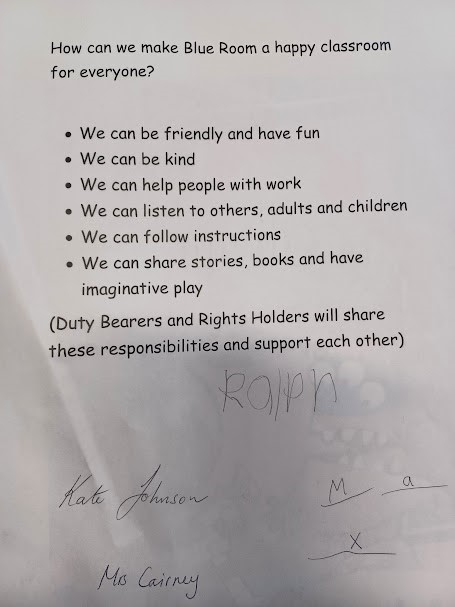 How can we make Blue Room a happy classroom
for everyone?
• We can be friendly and have fun
• We can be kind
• We can help people with work
• We can listen to others, adults and children
• We can follow instructions
• We can share stories, books and have
imaginative play
(Duty Bearers and Rights Holders will share
these responsibilities and support each other)
Ralph
Kate Johnson
M a
x
Mrs Cairney